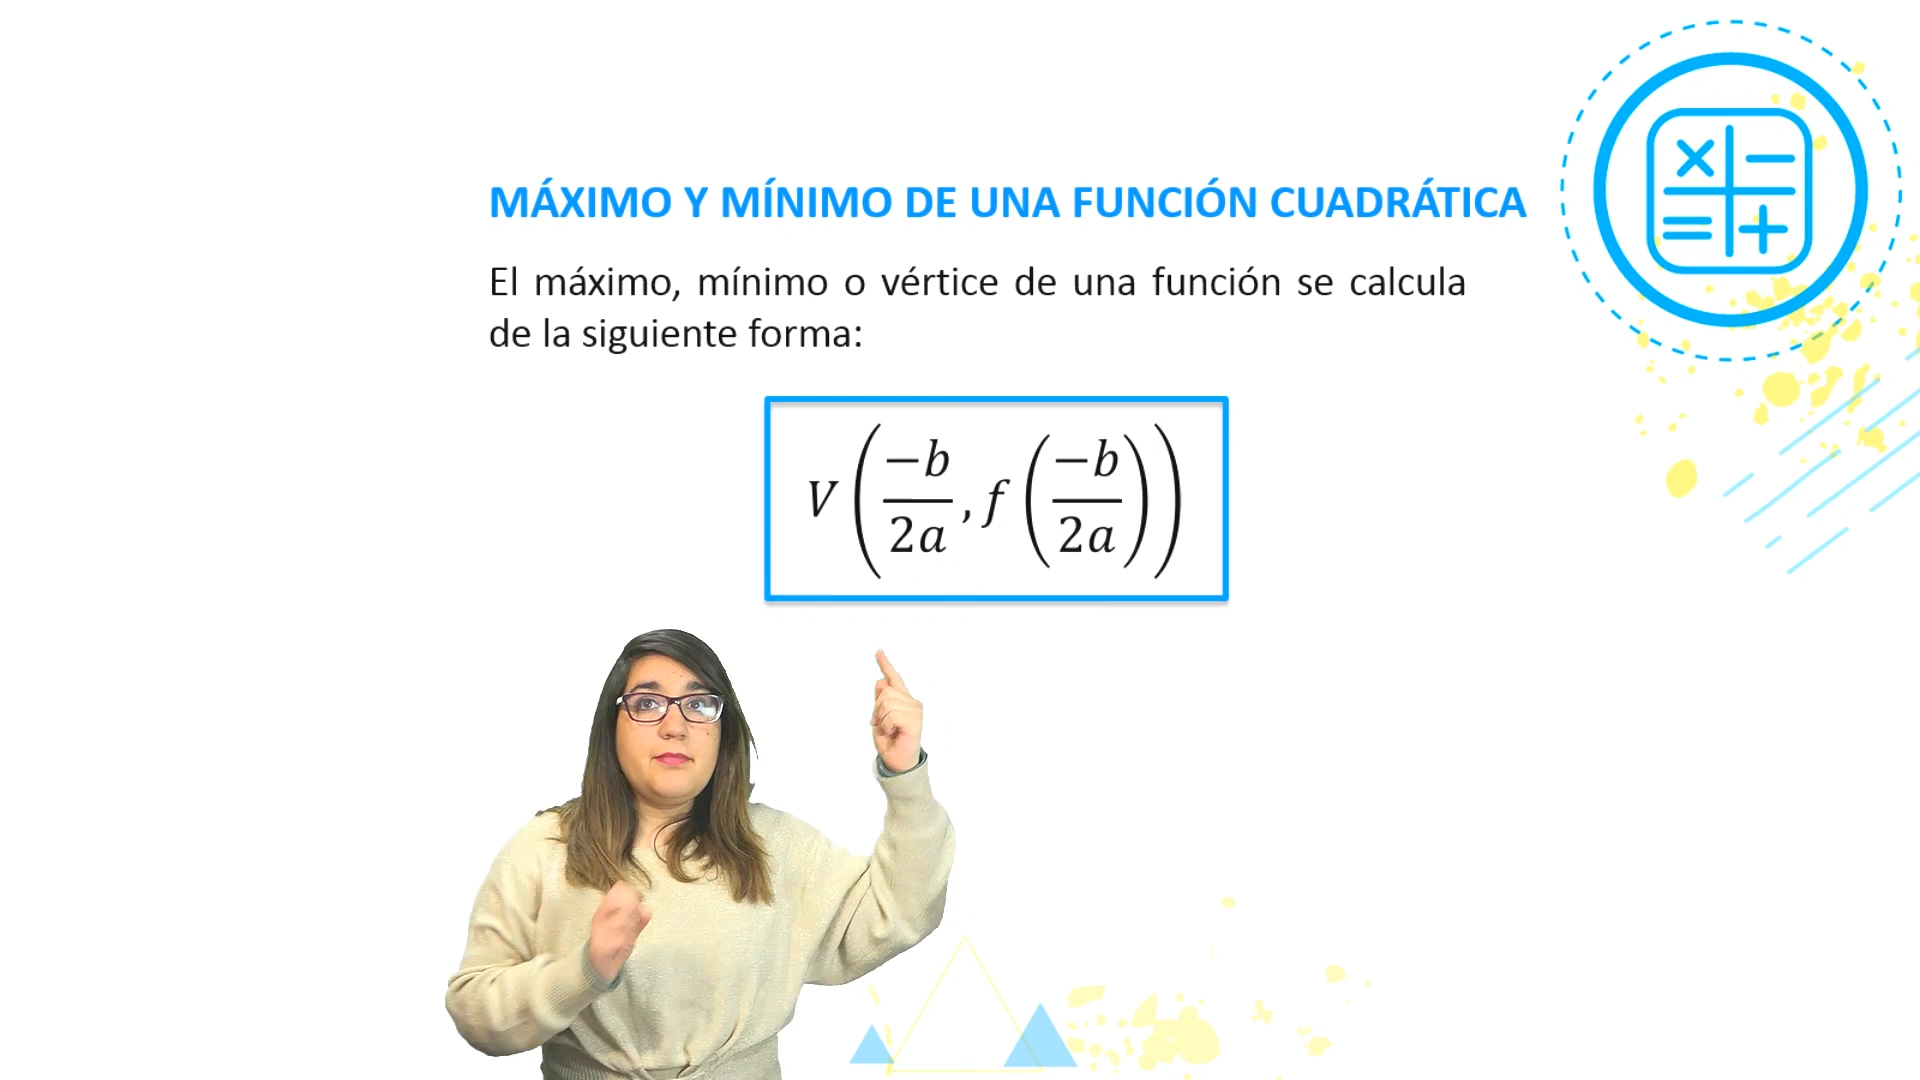 MÁXIMO Y MÍNIMO DE UNA FUNCIÓN CUADRÁTICA
El máximo, mínimo o vértice de una función se calcula
de la siguiente forma:
V(−b/2a, f(−b/2a))